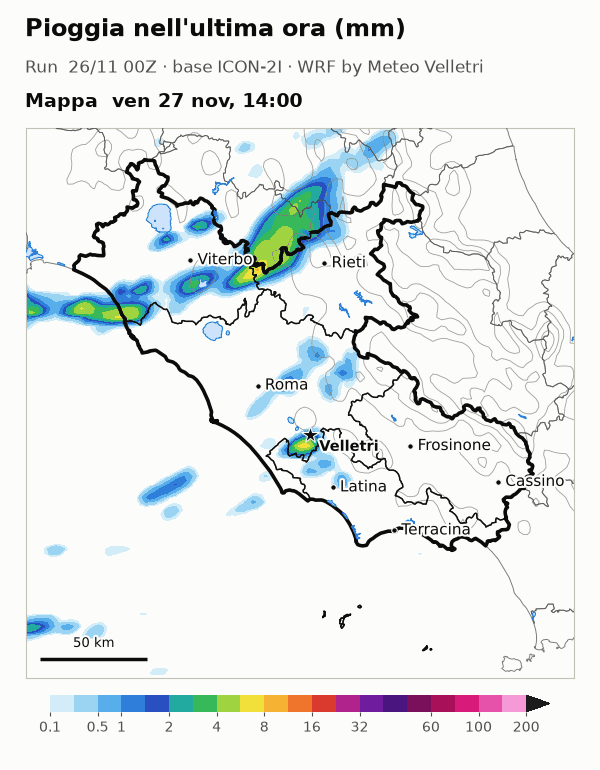 Pioggia nell'ultima ora (mm)
Run 26/11 00Z · base ICON-2I · WRF by Meteo Velletri
Mappa ven 27 nov, 14:00
Viterbo
Rieti
Roma
Velletri
Frosinone
Latina
Cassino
Terracina
50 km
0.1 0.5 1 2 4 8 16 32 60 100 200